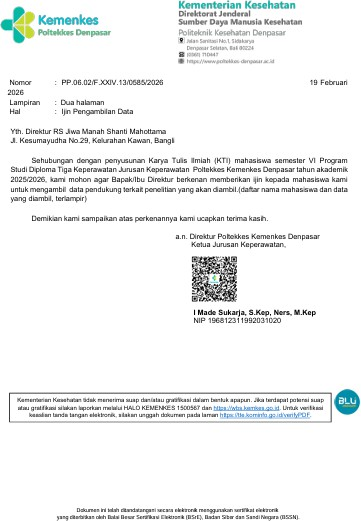 Kemenkes
Poltekkes Denpasar
Kementerian Kesehatan
Direktorat Jenderal
Sumber Daya Manusia Kesehatan
Politeknik Kesehatan Denpasar
Jalan Sanitasi No.1, Sidakarya
Denpasar Selatan, Bali 80224
(0361) 710447
https://www.poltekkes-denpasar.ac.id
Nomor : PP.06.02/F.XXIV.13/0585/2026 19 Februari
2026
Lampiran : Dua halaman
Hal : Ijin Pengambilan Data
Yth. Direktur RS Jiwa Manah Shanti Mahottama
Jl. Kesumayudha No.29, Kelurahan Kawan, Bangli
Sehubungan dengan penyusunan Karya Tulis Ilmiah (KTI) mahasiswa semester VI Program
Studi Diploma Tiga Keperawatan Jurusan Keperawatan Poltekkes Kemenkes Denpasar tahun akademik
2025/2026, kami mohon agar Bapak/Ibu Direktur berkenan memberikan ijin kepada mahasiswa kami
untuk mengambil data pendukung terkait penelitian yang akan diambil.(daftar nama mahasiswa dan data
yang diambil, terlampir)
Demikian kami sampaikan atas perkenannya kami ucapkan terima kasih.
a.n. Direktur Poltekkes Kemenkes Denpasar
Ketua Jurusan Keperawatan,
I Made Sukarja, S.Kep, Ners, M.Kep
NIP 196812311992031020
Kementerian Kesehatan tidak menerima suap dan/atau gratifikasi dalam bentuk apapun. Jika terdapat potensi suap
atau gratifikasi silakan laporkan melalui HALO KEMENKES 1500567 dan https://wbs.kemkes.go.id. Untuk verifikasi
keaslian tanda tangan elektronik, silakan unggah dokumen pada laman https://tte.kominfo.go.id/verifyPDF.
BLU
Dokumen ini telah ditandatangani secara elektronik menggunakan sertifikat elektronik
yang diterbitkan oleh Balai Besar Sertifikasi Elektronik (BSrE), Badan Sibar dan Sandi Negara (BSSN).